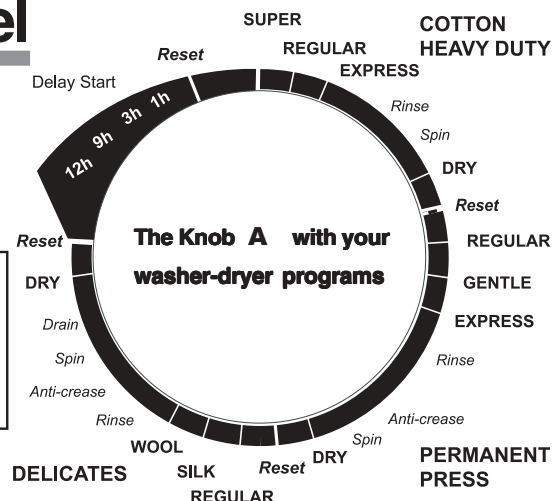 el
SUPER
REGULAR
EXPRESS
COTTON
HEAVY DUTY
Rinse
Spin
DRY
Reset
REGULAR
GENTLE
EXPRESS
Rinse
Anti-crease
Spin
PERMANENT
PRESS
DRY
Reset
REGULAR
SILK
WOOL
DELICATES
Rinse
Anti-crease
Spin
Drain
DRY
Reset
12h
9h
3h
1h
Delay Start
Reset
The Knob A with your
washer-dryer programs